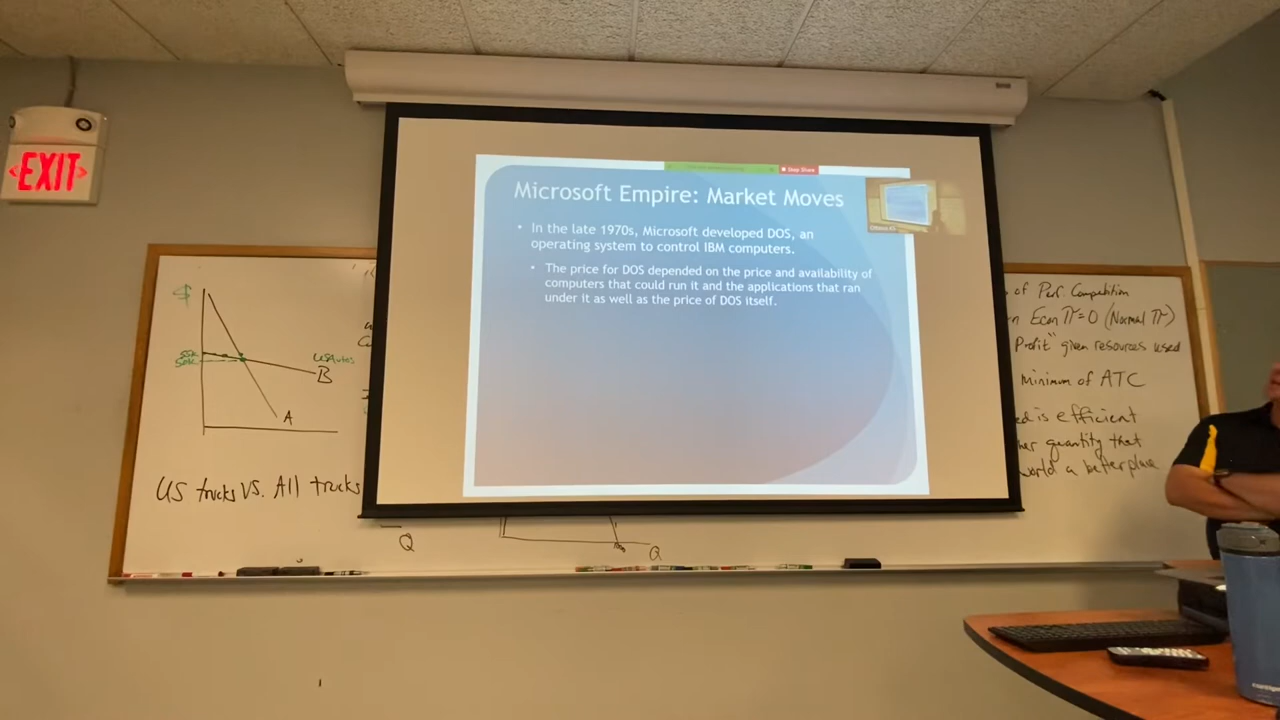 EXIT
Stop Share
Microsoft Empire: Market Moves
• In the late 1970s, Microsoft developed DOS, an
operating system to control IBM computers.
• The price for DOS depended on the price and availability of
computers that could run it and the applications that ran
under it as well as the price of DOS itself.
$
55k
50k
US Autos
B
A
US trucks VS. All trucks
Q
Q
of Perf. Competition
Econ π=0 (Normal π)
Profit" given resources used
Minimum of ATC
is efficient
quantity that
world a better place